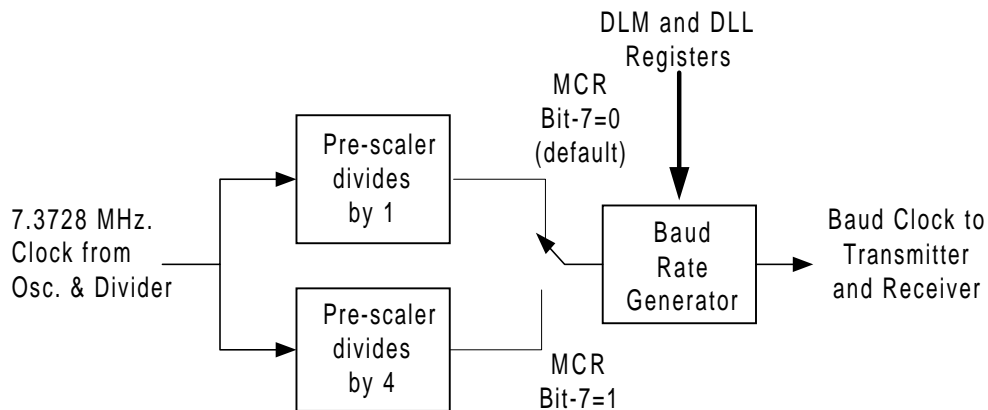 DLM and DLL
Registers
MCR
Bit-7=0
(default)
Pre-scaler
divides
by 1
7.3728 MHz.
Clock from
Osc. & Divider
Baud
Rate
Generator
Baud Clock to
Transmitter
and Receiver
Pre-scaler
divides
by 4
MCR
Bit-7=1